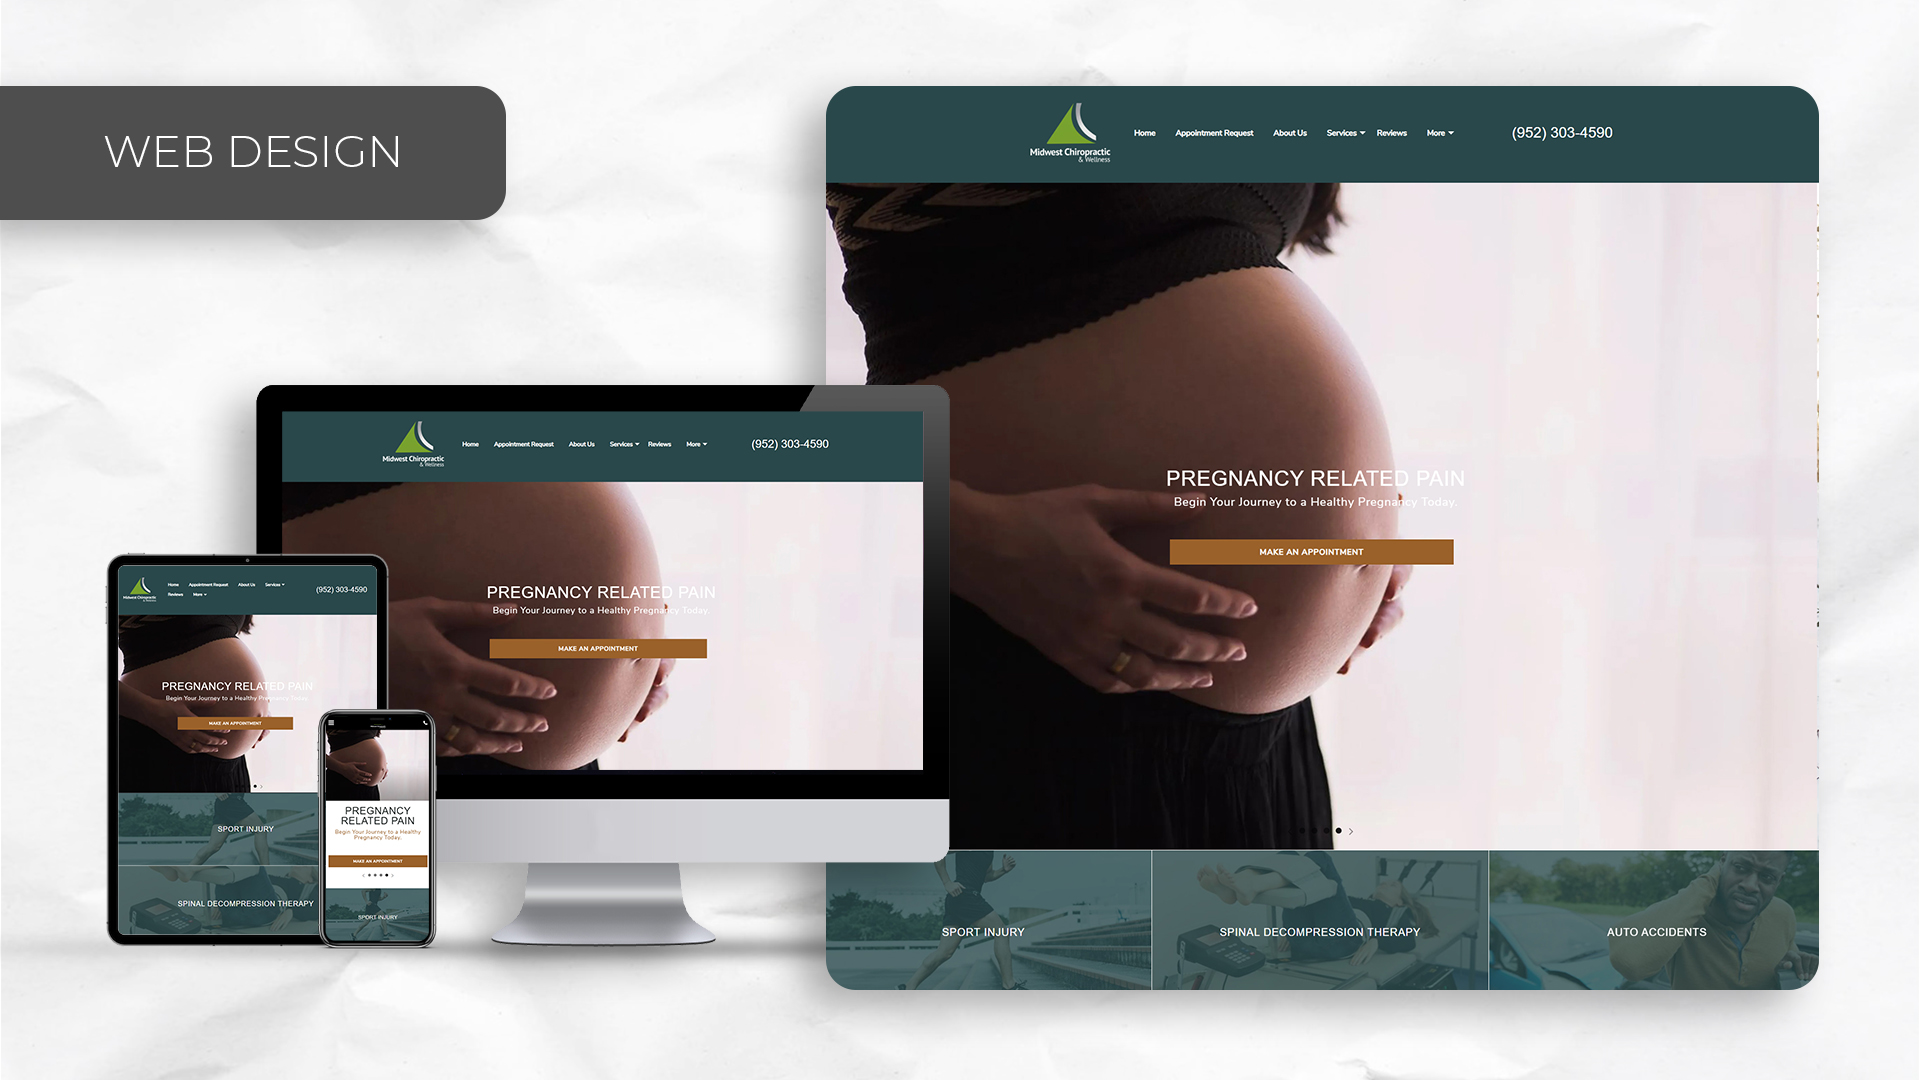 WEB DESIGN
Midwest Chiropractic
& Wellness
Home Appointment Request About Us Services Reviews More
(952) 303-4590
PREGNANCY RELATED PAIN
Begin Your Journey to a Healthy Pregnancy Today.
MAKE AN APPOINTMENT
SPORT INJURY
SPINAL DECOMPRESSION THERAPY
AUTO ACCIDENTS
Midwest Chiropractic
& Wellness
Home Appointment Request About Us Services Reviews More
(952) 303-4590
PREGNANCY RELATED PAIN
Begin Your Journey to a Healthy Pregnancy Today.
MAKE AN APPOINTMENT
Midwest Chiropractic
& Wellness
Home Appointment Request About Us Services
Reviews More
(952) 303-4590
PREGNANCY RELATED PAIN
Begin Your Journey to a Healthy Pregnancy Today.
MAKE AN APPOINTMENT
SPORT INJURY
SPINAL DECOMPRESSION THERAPY
PREGNANCY
RELATED PAIN
Begin Your Journey to a Healthy
Pregnancy Today.
MAKE AN APPOINTMENT
SPORT INJURY